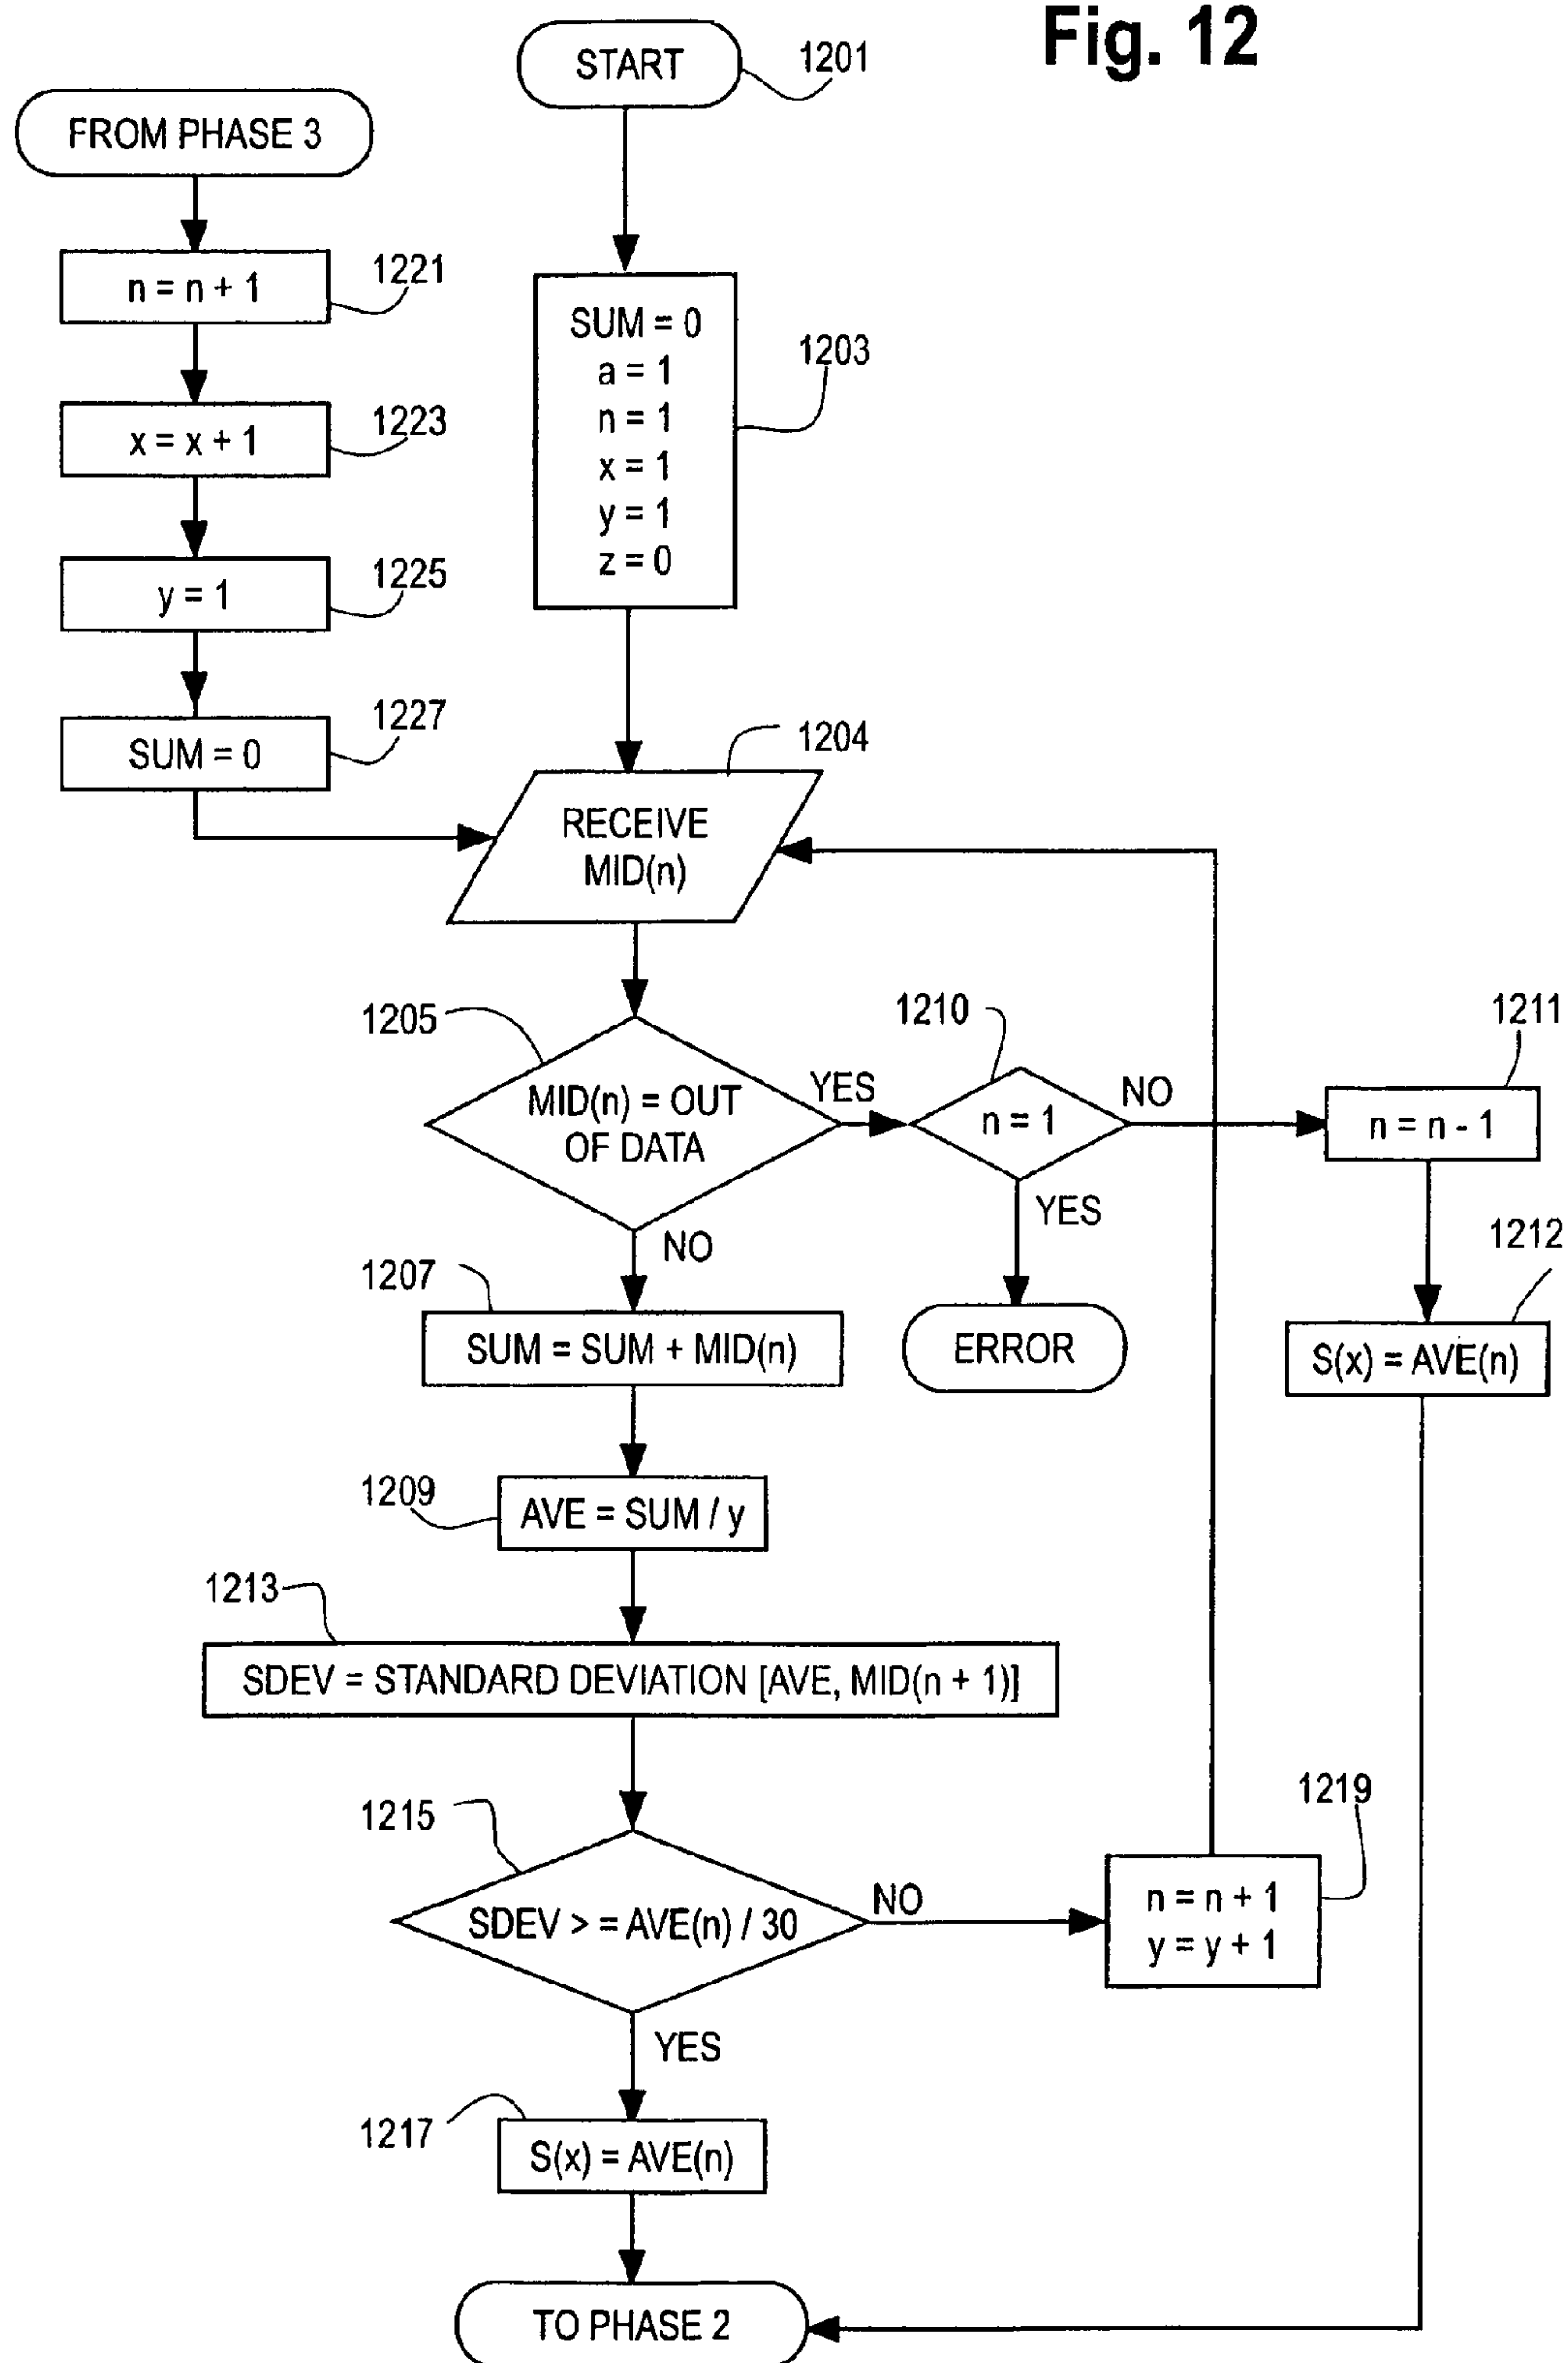 Fig. 12
START
1201
FROM PHASE 3
n = n + 1
1221
x = x + 1
1223
y = 1
1225
SUM = 0
1227
SUM = 0
a = 1
n = 1
x = 1
y = 1
z = 0
1203
1204
RECEIVE
MID(n)
1205
MID(n) = OUT
OF DATA
YES
NO
1210
n = 1
NO
YES
ERROR
1211
n = n - 1
1212
S(x) = AVE(n)
1207
SUM = SUM + MID(n)
1209
AVE = SUM / y
1213
SDEV = STANDARD DEVIATION [AVE, MID(n + 1)]
1215
SDEV > = AVE(n) / 30
NO
YES
1219
n = n + 1
y = y + 1
1217
S(x) = AVE(n)
TO PHASE 2